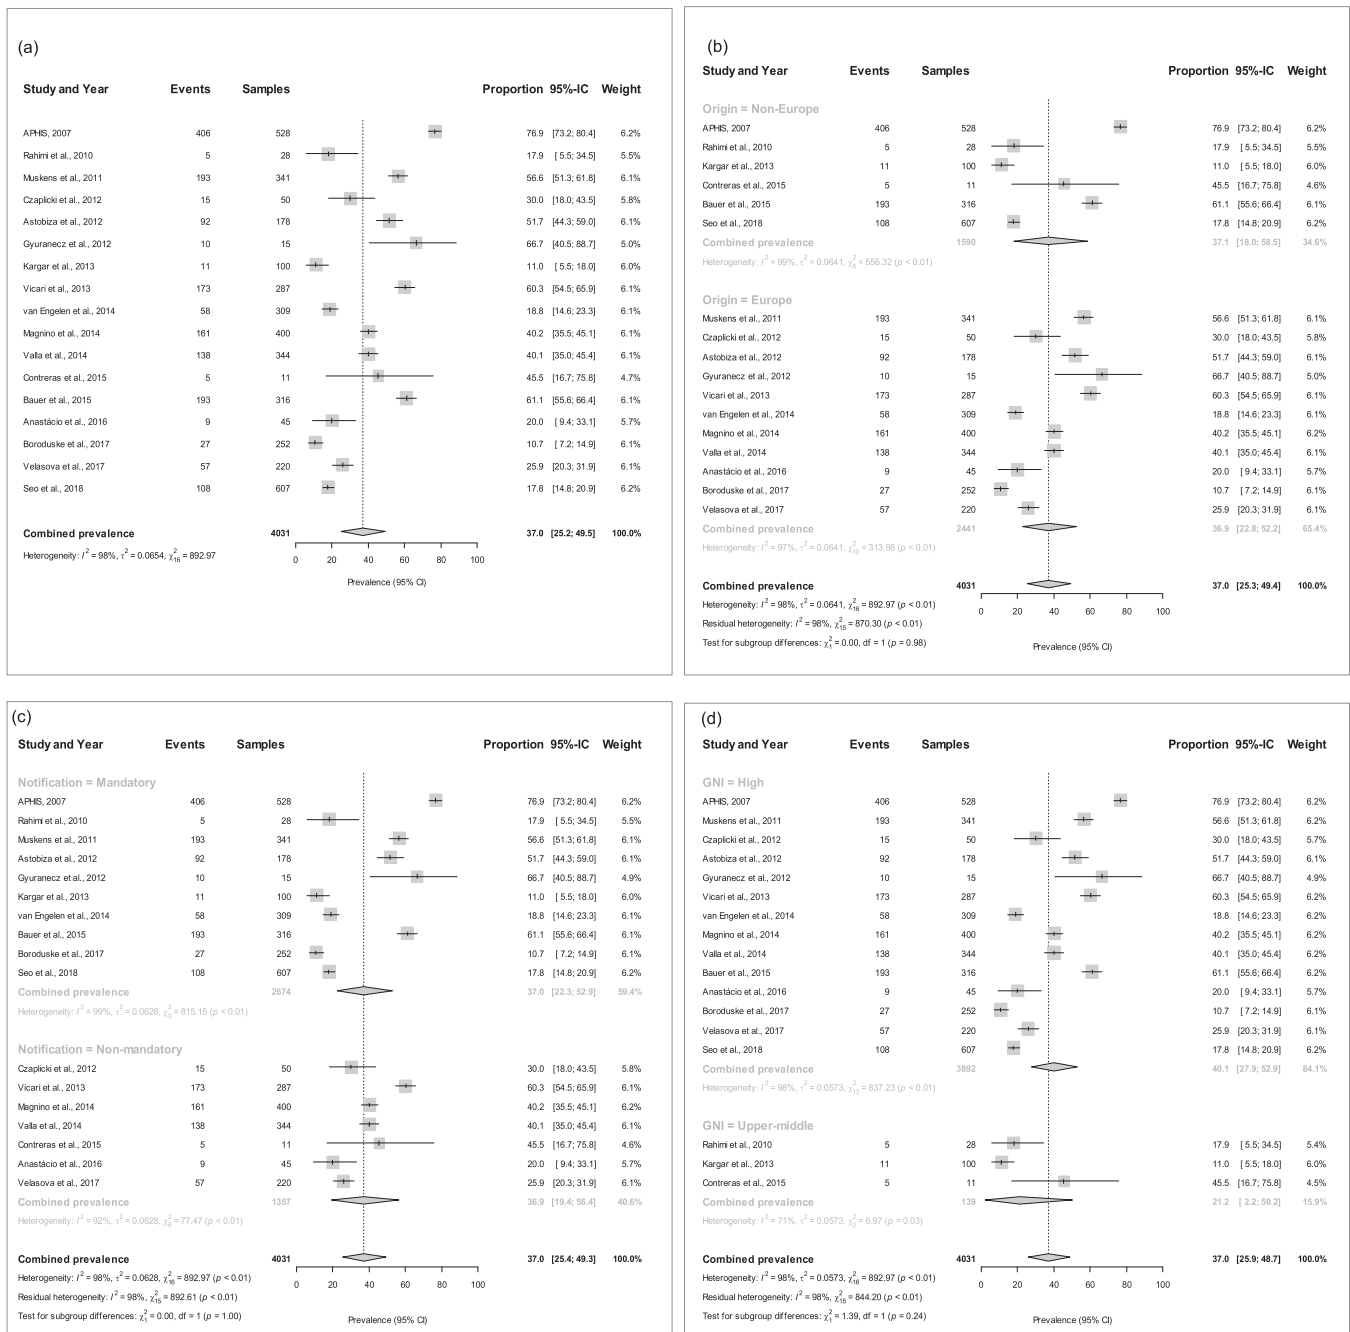 (a)
Study and Year Events Samples Proportion 95%-IC Weight
APHIS, 2007 406 528 76.9 [73.2; 80.4] 6.2%
Rahimi et al., 2010 5 28 17.9 [ 5.5; 34.5] 5.5%
Muskens et al., 2011 193 341 56.6 [51.3; 61.8] 6.1%
Czaplicki et al., 2012 15 50 30.0 [18.0; 43.5] 5.8%
Astobiza et al., 2012 92 178 51.7 [44.3; 59.0] 6.1%
Gyuranecz et al., 2012 10 15 66.7 [40.5; 88.7] 5.0%
Kargar et al., 2013 11 100 11.0 [ 5.5; 18.0] 6.0%
Vicari et al., 2013 173 287 60.3 [54.5; 65.9] 6.1%
van Engelen et al., 2014 58 309 18.8 [14.6; 23.3] 6.1%
Magnino et al., 2014 161 400 40.2 [35.5; 45.1] 6.1%
Valla et al., 2014 138 344 40.1 [35.0; 45.4] 6.1%
Contreras et al., 2015 5 11 45.5 [16.7; 75.8] 4.7%
Bauer et al., 2015 193 316 61.1 [55.6; 66.4] 6.1%
Anastácio et al., 2016 9 45 20.0 [ 9.4; 33.1] 5.7%
Boroduske et al., 2017 27 252 10.7 [ 7.2; 14.9] 6.1%
Velasova et al., 2017 57 220 25.9 [20.3; 31.9] 6.1%
Seo et al., 2018 108 607 17.8 [14.8; 20.9] 6.2%
Combined prevalence 4031 37.0 [25.2; 49.5] 100.0%
Heterogeneity: I² = 98%, τ² = 0.0654, χ²₁₆ = 892.97
0 20 40 60 80 100
Prevalence (95% CI)
(b)
Study and Year Events Samples Proportion 95%-IC Weight
Origin = Non-Europe
APHIS, 2007 406 528 76.9 [73.2; 80.4] 6.2%
Rahimi et al., 2010 5 28 17.9 [ 5.5; 34.5] 5.5%
Kargar et al., 2013 11 100 11.0 [ 5.5; 18.0] 6.0%
Contreras et al., 2015 5 11 45.5 [16.7; 75.8] 4.6%
Bauer et al., 2015 193 316 61.1 [55.6; 66.4] 6.1%
Seo et al., 2018 108 607 17.8 [14.8; 20.9] 6.2%
Combined prevalence 1590 37.1 [18.0; 58.5] 34.6%
Heterogeneity: I² = 99%, τ² = 0.0641, χ²₅ = 556.32 (p < 0.01)
Origin = Europe
Muskens et al., 2011 193 341 56.6 [51.3; 61.8] 6.1%
Czaplicki et al., 2012 15 50 30.0 [18.0; 43.5] 5.8%
Astobiza et al., 2012 92 178 51.7 [44.3; 59.0] 6.1%
Gyuranecz et al., 2012 10 15 66.7 [40.5; 88.7] 5.0%
Vicari et al., 2013 173 287 60.3 [54.5; 65.9] 6.1%
van Engelen et al., 2014 58 309 18.8 [14.6; 23.3] 6.1%
Magnino et al., 2014 161 400 40.2 [35.5; 45.1] 6.2%
Valla et al., 2014 138 344 40.1 [35.0; 45.4] 6.1%
Anastácio et al., 2016 9 45 20.0 [ 9.4; 33.1] 5.7%
Boroduske et al., 2017 27 252 10.7 [ 7.2; 14.9] 6.1%
Velasova et al., 2017 57 220 25.9 [20.3; 31.9] 6.1%
Combined prevalence 2441 36.9 [22.8; 52.2] 65.4%
Heterogeneity: I² = 97%, τ² = 0.0641, χ²₁₀ = 313.98 (p < 0.01)
Combined prevalence 4031 37.0 [25.3; 49.4] 100.0%
Heterogeneity: I² = 98%, τ² = 0.0641, χ²₁₆ = 892.97 (p < 0.01)
Residual heterogeneity: I² = 98%, χ²₁₅ = 870.30 (p < 0.01)
Test for subgroup differences: χ²₁ = 0.00, df = 1 (p = 0.98)
0 20 40 60 80 100
Prevalence (95% CI)
(c)
Study and Year Events Samples Proportion 95%-IC Weight
Notification = Mandatory
APHIS, 2007 406 528 76.9 [73.2; 80.4] 6.2%
Rahimi et al., 2010 5 28 17.9 [ 5.5; 34.5] 5.5%
Muskens et al., 2011 193 341 56.6 [51.3; 61.8] 6.1%
Astobiza et al., 2012 92 178 51.7 [44.3; 59.0] 6.1%
Gyuranecz et al., 2012 10 15 66.7 [40.5; 88.7] 4.9%
Kargar et al., 2013 11 100 11.0 [ 5.5; 18.0] 6.0%
van Engelen et al., 2014 58 309 18.8 [14.6; 23.3] 6.1%
Bauer et al., 2015 193 316 61.1 [55.6; 66.4] 6.1%
Boroduske et al., 2017 27 252 10.7 [ 7.2; 14.9] 6.1%
Seo et al., 2018 108 607 17.8 [14.8; 20.9] 6.2%
Combined prevalence 2674 37.0 [22.3; 52.9] 59.4%
Heterogeneity: I² = 99%, τ² = 0.0628, χ²₉ = 815.15 (p < 0.01)
Notification = Non-mandatory
Czaplicki et al., 2012 15 50 30.0 [18.0; 43.5] 5.8%
Vicari et al., 2013 173 287 60.3 [54.5; 65.9] 6.1%
Magnino et al., 2014 161 400 40.2 [35.5; 45.1] 6.2%
Valla et al., 2014 138 344 40.1 [35.0; 45.4] 6.1%
Contreras et al., 2015 5 11 45.5 [16.7; 75.8] 4.6%
Anastácio et al., 2016 9 45 20.0 [ 9.4; 33.1] 5.7%
Velasova et al., 2017 57 220 25.9 [20.3; 31.9] 6.1%
Combined prevalence 1357 36.9 [19.4; 56.4] 40.6%
Heterogeneity: I² = 92%, τ² = 0.0628, χ²₆ = 77.47 (p < 0.01)
Combined prevalence 4031 37.0 [25.4; 49.3] 100.0%
Heterogeneity: I² = 98%, τ² = 0.0628, χ²₁₆ = 892.97 (p < 0.01)
Residual heterogeneity: I² = 98%, χ²₁₅ = 892.61 (p < 0.01)
Test for subgroup differences: χ²₁ = 0.00, df = 1 (p = 1.00)
0 20 40 60 80 100
Prevalence (95% CI)
(d)
Study and Year Events Samples Proportion 95%-IC Weight
GNI = High
APHIS, 2007 406 528 76.9 [73.2; 80.4] 6.2%
Muskens et al., 2011 193 341 56.6 [51.3; 61.8] 6.2%
Czaplicki et al., 2012 15 50 30.0 [18.0; 43.5] 5.7%
Astobiza et al., 2012 92 178 51.7 [44.3; 59.0] 6.1%
Gyuranecz et al., 2012 10 15 66.7 [40.5; 88.7] 4.9%
Vicari et al., 2013 173 287 60.3 [54.5; 65.9] 6.2%
van Engelen et al., 2014 58 309 18.8 [14.6; 23.3] 6.2%
Magnino et al., 2014 161 400 40.2 [35.5; 45.1] 6.2%
Valla et al., 2014 138 344 40.1 [35.0; 45.4] 6.2%
Bauer et al., 2015 193 316 61.1 [55.6; 66.4] 6.2%
Anastácio et al., 2016 9 45 20.0 [ 9.4; 33.1] 5.7%
Boroduske et al., 2017 27 252 10.7 [ 7.2; 14.9] 6.1%
Velasova et al., 2017 57 220 25.9 [20.3; 31.9] 6.1%
Seo et al., 2018 108 607 17.8 [14.8; 20.9] 6.2%
Combined prevalence 3892 40.1 [27.9; 52.9] 84.1%
Heterogeneity: I² = 98%, τ² = 0.0573, χ²₁₃ = 837.23 (p < 0.01)
GNI = Upper-middle
Rahimi et al., 2010 5 28 17.9 [ 5.5; 34.5] 5.4%
Kargar et al., 2013 11 100 11.0 [ 5.5; 18.0] 6.0%
Contreras et al., 2015 5 11 45.5 [16.7; 75.8] 4.5%
Combined prevalence 139 21.2 [ 2.2; 50.2] 15.9%
Heterogeneity: I² = 71%, τ² = 0.0573, χ²₂ = 6.97 (p = 0.03)
Combined prevalence 4031 37.0 [25.9; 48.7] 100.0%
Heterogeneity: I² = 98%, τ² = 0.0573, χ²₁₆ = 892.97 (p < 0.01)
Residual heterogeneity: I² = 98%, χ²₁₅ = 844.20 (p < 0.01)
Test for subgroup differences: χ²₁ = 1.39, df = 1 (p = 0.24)
0 20 40 60 80 100
Prevalence (95% CI)